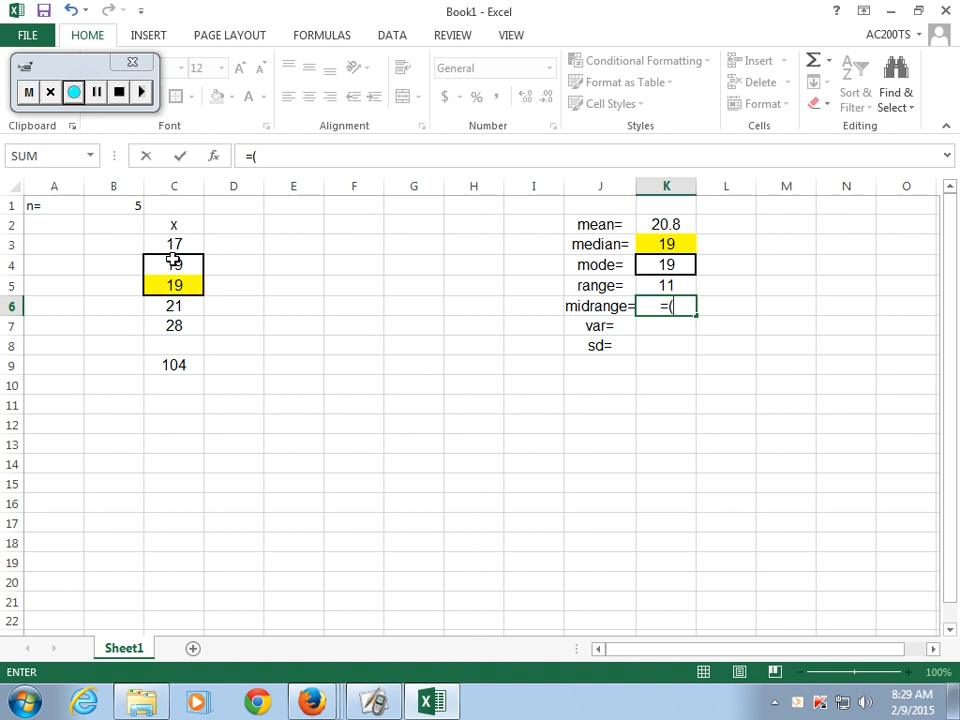 Book1 - Excel
FILE HOME INSERT PAGE LAYOUT FORMULAS DATA REVIEW VIEW AC200TS
12 General Conditional Formatting Insert
Format as Table Delete Sort & Find &
$ % , Cell Styles Format Filter Select
M
Clipboard Font Alignment Number Styles Cells Editing
SUM fx =(
A B C D E F G H I J K L M N O
1 n= 5
2 x mean= 20.8
3 17 median= 19
4 19 mode= 19
5 19 range= 11
6 21 midrange= =(
7 28 var=
8 sd=
9 104
10
11
12
13
14
15
16
17
18
19
20
21
22
Sheet1
ENTER 100%
8:29 AM
2/9/2015